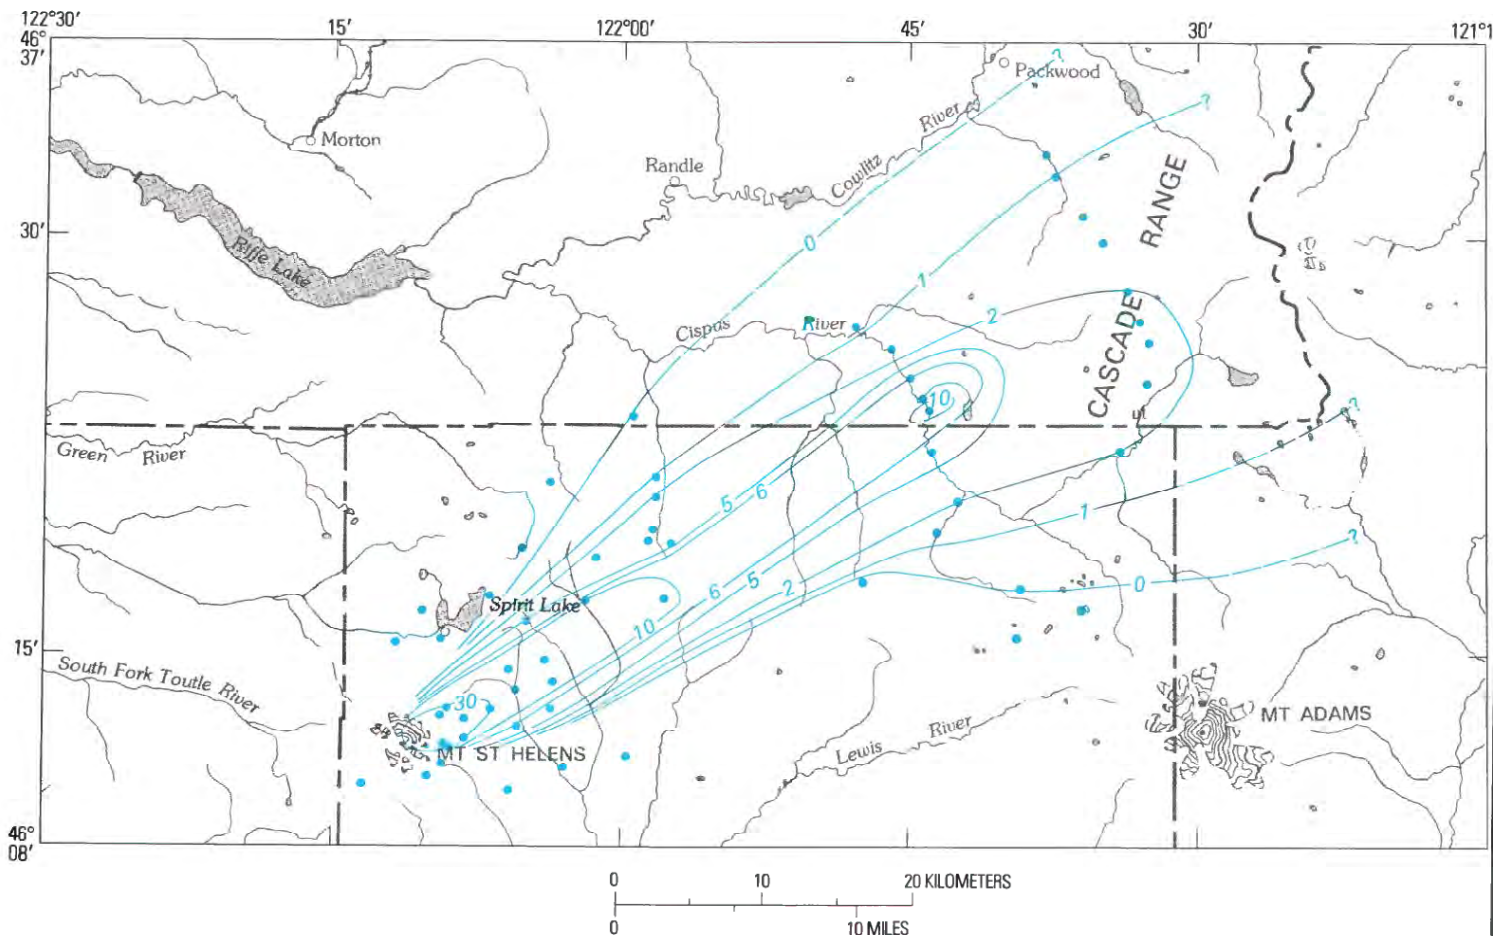 122°30′
15′
122°00′
45′
30′
121°1
46°
37′
Packwood
Morton
River
Cowlitz
Randle
RANGE
30′
Riffe Lake
0
1
2
Cispus River
CASCADE
10
Green River
5
6
1
0
6
5
2
Spirit Lake
10
15′
South Fork Toutle River
30
MT ST HELENS
MT ADAMS
Lewis River
46°
08′
0 10 20 KILOMETERS
0 10 MILES
?
?
?
?